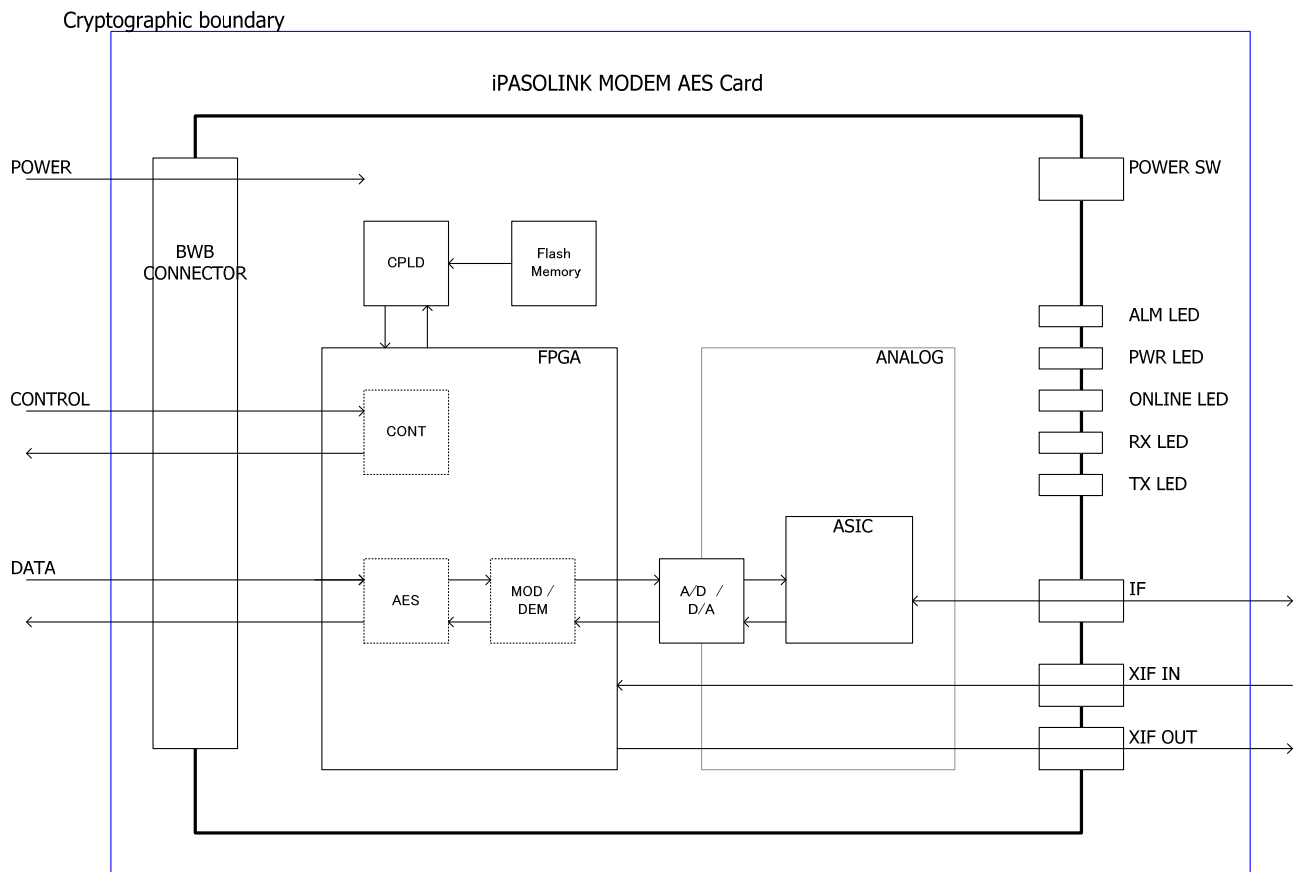 Cryptographic boundary
iPASOLINK MODEM AES Card
POWER
POWER SW
BWB
CONNECTOR
CPLD
Flash
Memory
ALM LED
FPGA
ANALOG
PWR LED
CONTROL
ONLINE LED
CONT
RX LED
TX LED
ASIC
DATA
AES
MOD /
DEM
A/D /
D/A
IF
XIF IN
XIF OUT